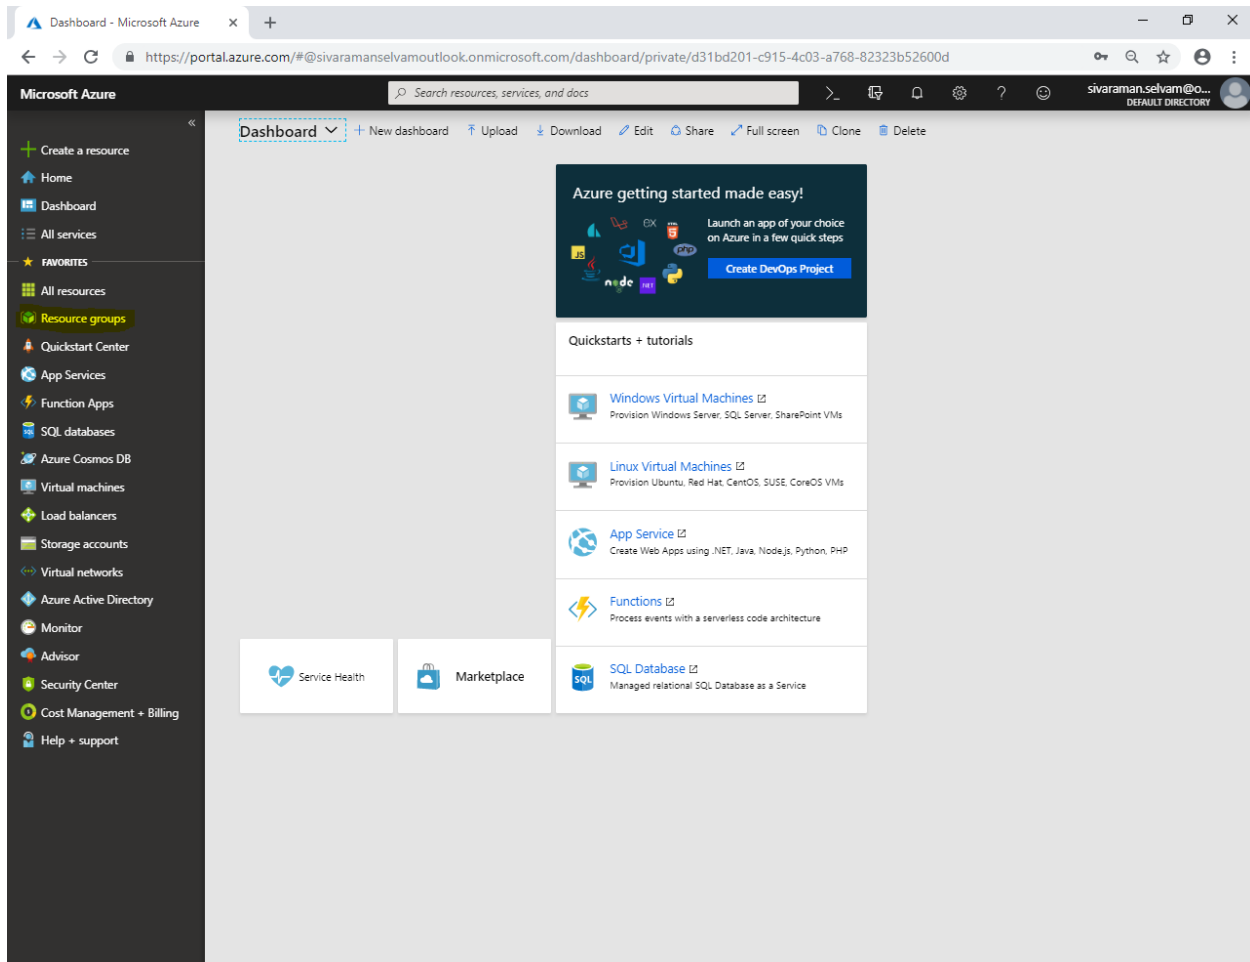 Dashboard - Microsoft Azure
https://portal.azure.com/#@sivaramanselvamoutlook.onmicrosoft.com/dashboard/private/d31bd201-c915-4c03-a768-82323b52600d
Microsoft Azure
Search resources, services, and docs
sivaraman.selvam@o...
DEFAULT DIRECTORY
Create a resource
Home
Dashboard
All services
FAVORITES
All resources
Resource groups
Quickstart Center
App Services
Function Apps
SQL databases
Azure Cosmos DB
Virtual machines
Load balancers
Storage accounts
Virtual networks
Azure Active Directory
Monitor
Advisor
Security Center
Cost Management + Billing
Help + support
Dashboard
New dashboard
Upload
Download
Edit
Share
Full screen
Clone
Delete
Azure getting started made easy!
ex
5
JS
php
node
.NET
Launch an app of your choice
on Azure in a few quick steps
Create DevOps Project
Quickstarts + tutorials
Windows Virtual Machines
Provision Windows Server, SQL Server, SharePoint VMs
Linux Virtual Machines
Provision Ubuntu, Red Hat, CentOS, SUSE, CoreOS VMs
App Service
Create Web Apps using .NET, Java, Node.js, Python, PHP
Functions
Process events with a serverless code architecture
SQL
SQL Database
Managed relational SQL Database as a Service
Service Health
Marketplace